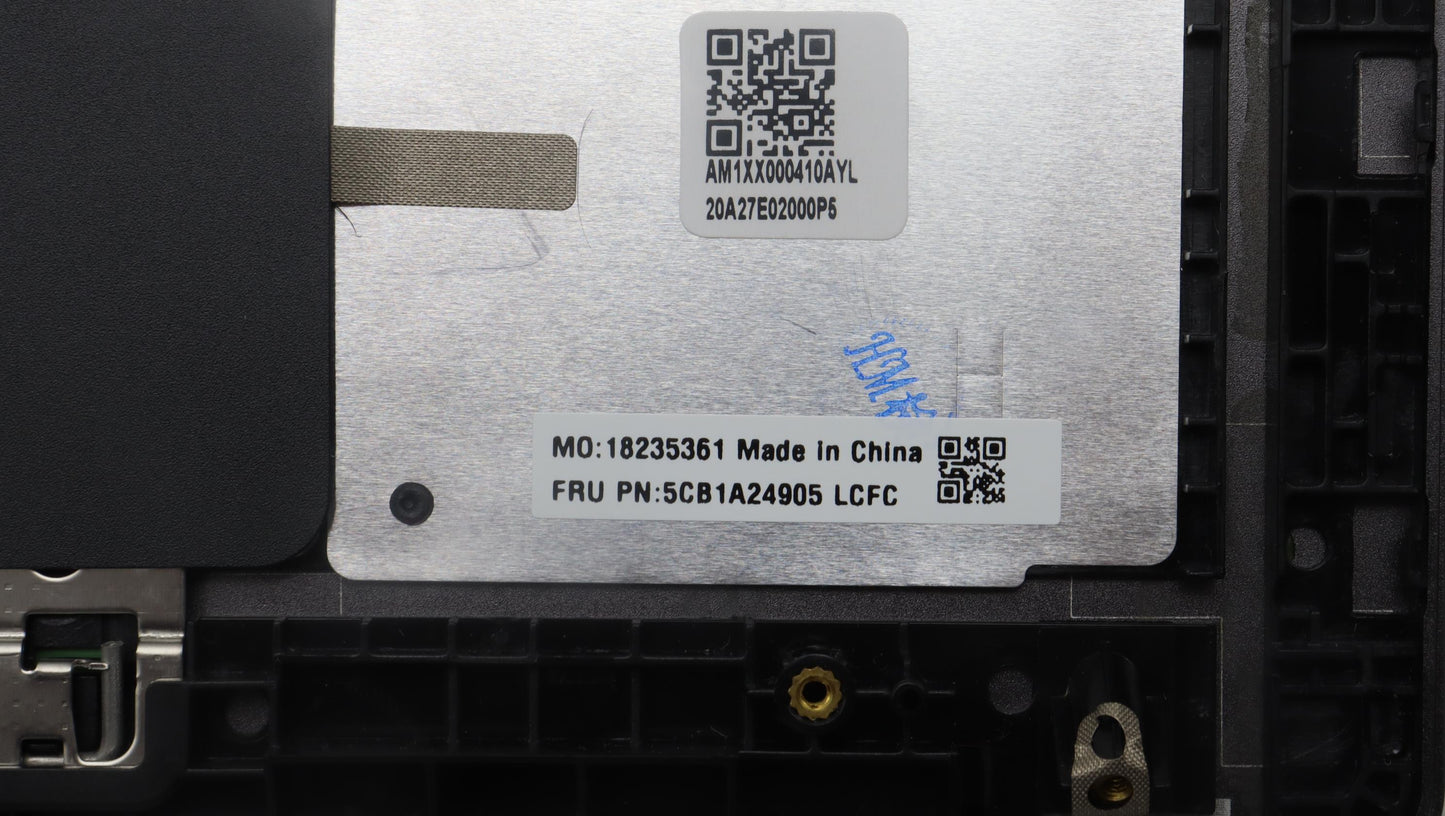 AM1XX000410AYL
20A27E02000P5
MO:18235361 Made in China
FRU PN:5CB1A24905 LCFC